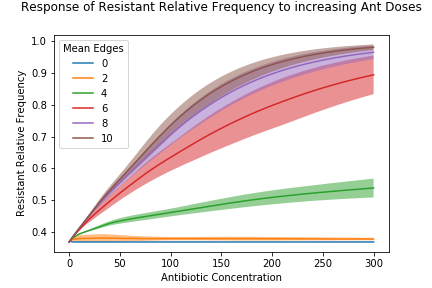 Response of Resistant Relative Frequency to increasing Ant Doses
Resistant Relative Frequency
1.0
0.9
0.8
0.7
0.6
0.5
0.4
Mean Edges
0
2
4
6
8
10
0 50 100 150 200 250 300
Antibiotic Concentration